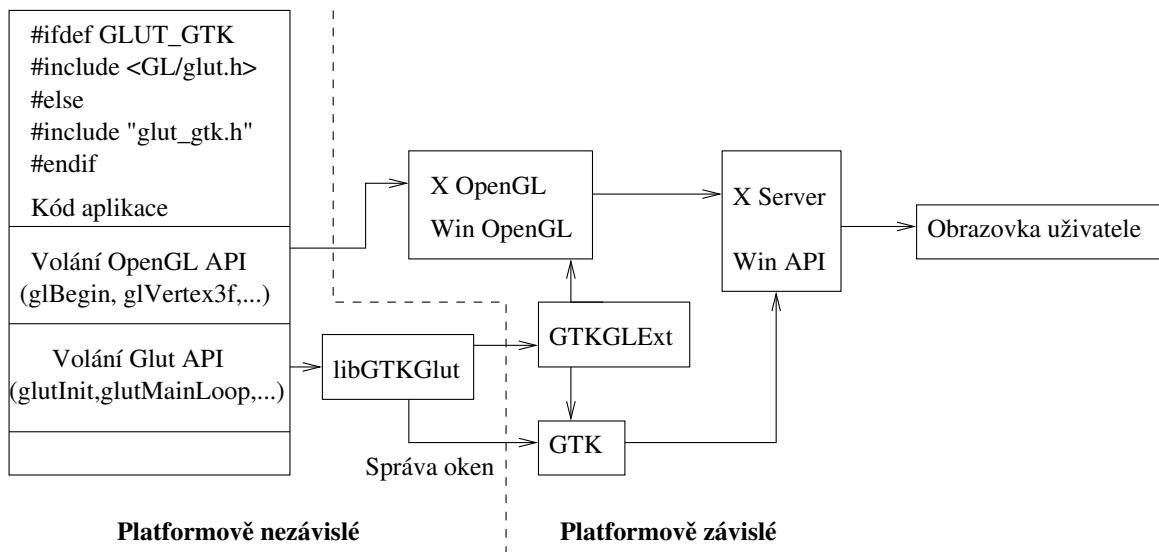 #ifdef GLUT_GTK
#include <GL/glut.h>
#else
#include "glut_gtk.h"
#endif
Kód aplikace
Volání OpenGL API
(glBegin, glVertex3f,...)
Volání Glut API
(glutInit,glutMainLoop,...)
libGTKGlut
Správa oken
X OpenGL
Win OpenGL
GTKGLExt
GTK
X Server
Win API
Obrazovka uživatele
Platformově nezávislé
Platformově závislé